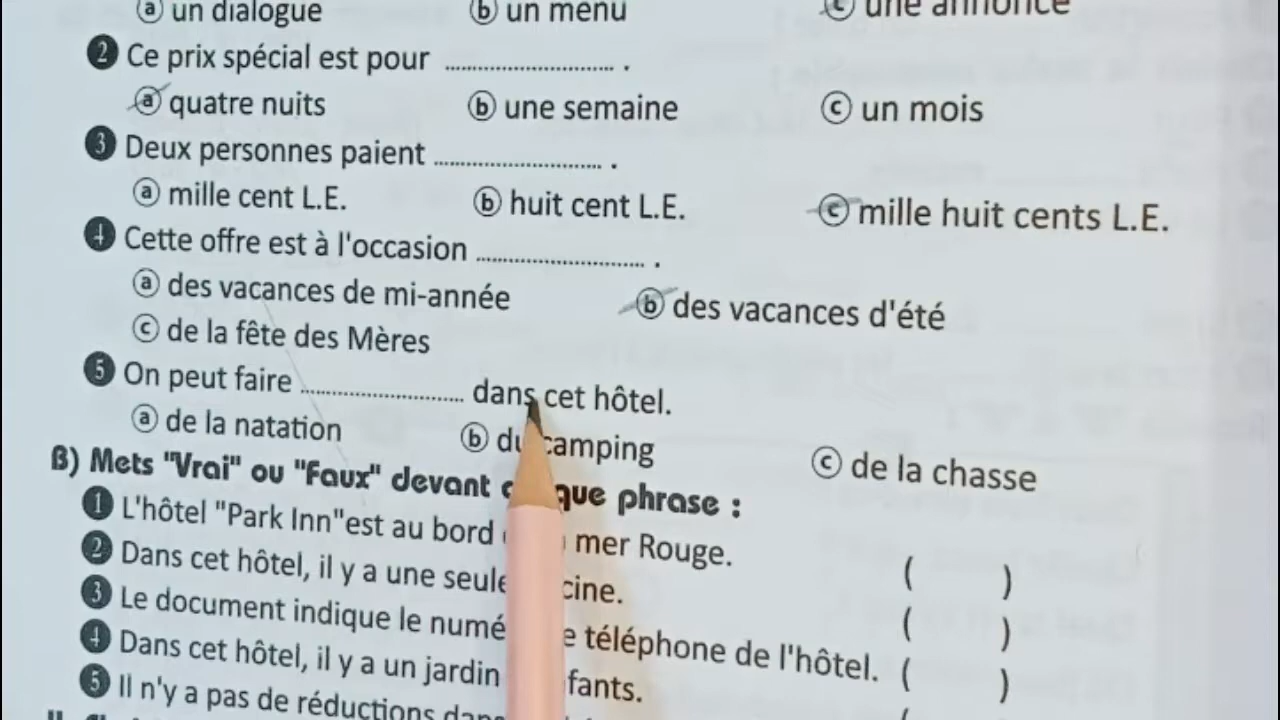 ⓐ un dialogue ⓑ un menu ⓒ une annonce
❷ Ce prix spécial est pour .............................. .
ⓐ quatre nuits ⓑ une semaine ⓒ un mois
❸ Deux personnes paient .............................. .
ⓐ mille cent L.E. ⓑ huit cent L.E. ⓒ mille huit cents L.E.
❹ Cette offre est à l'occasion .............................. .
ⓐ des vacances de mi-année ⓑ des vacances d'été
ⓒ de la fête des Mères
❺ On peut faire .............................. dans cet hôtel.
ⓐ de la natation ⓑ du camping ⓒ de la chasse
B) Mets "Vrai" ou "Faux" devant que phrase :
❶ L'hôtel "Park Inn"est au bord mer Rouge. ( )
❷ Dans cet hôtel, il y a une seule cine. ( )
❸ Le document indique le numé e téléphone de l'hôtel. ( )
❹ Dans cet hôtel, il y a un jardin fants.
❺ Il n'y a pas de réductions dans